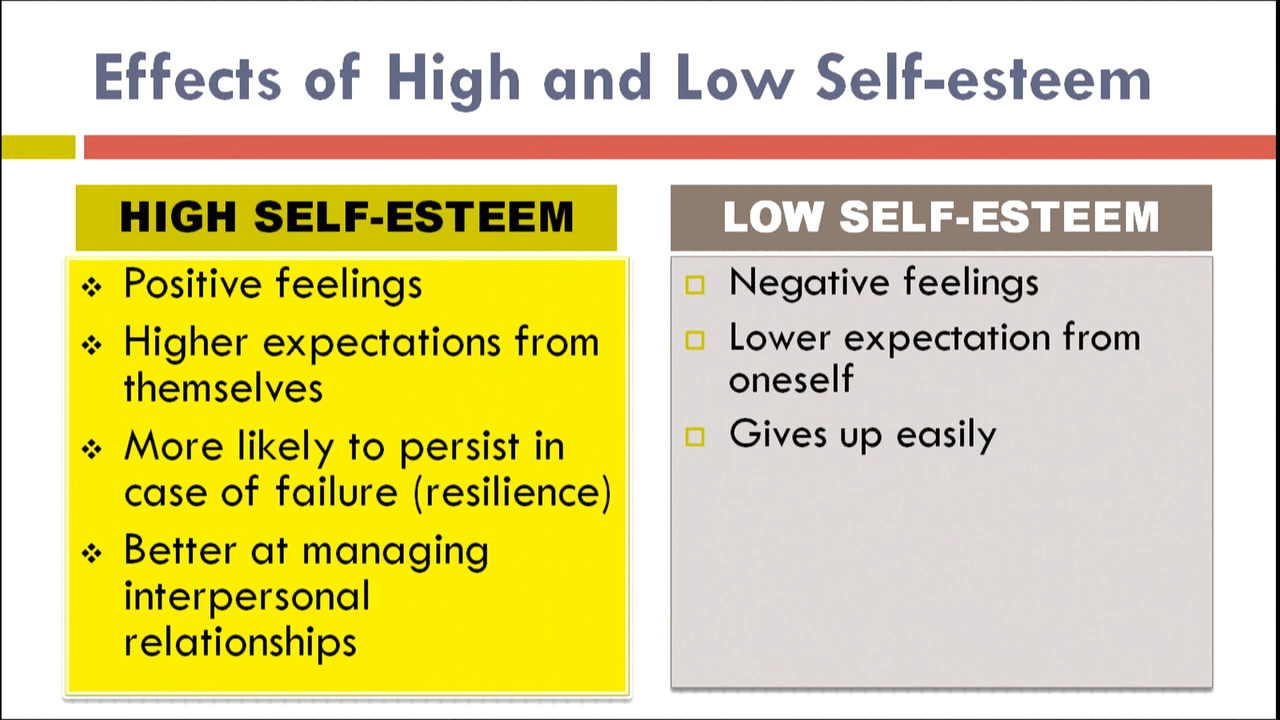 Effects of High and Low Self-esteem
HIGH SELF-ESTEEM
Positive feelings
Higher expectations from
themselves
More likely to persist in
case of failure (resilience)
Better at managing
interpersonal
relationships
LOW SELF-ESTEEM
Negative feelings
Lower expectation from
oneself
Gives up easily